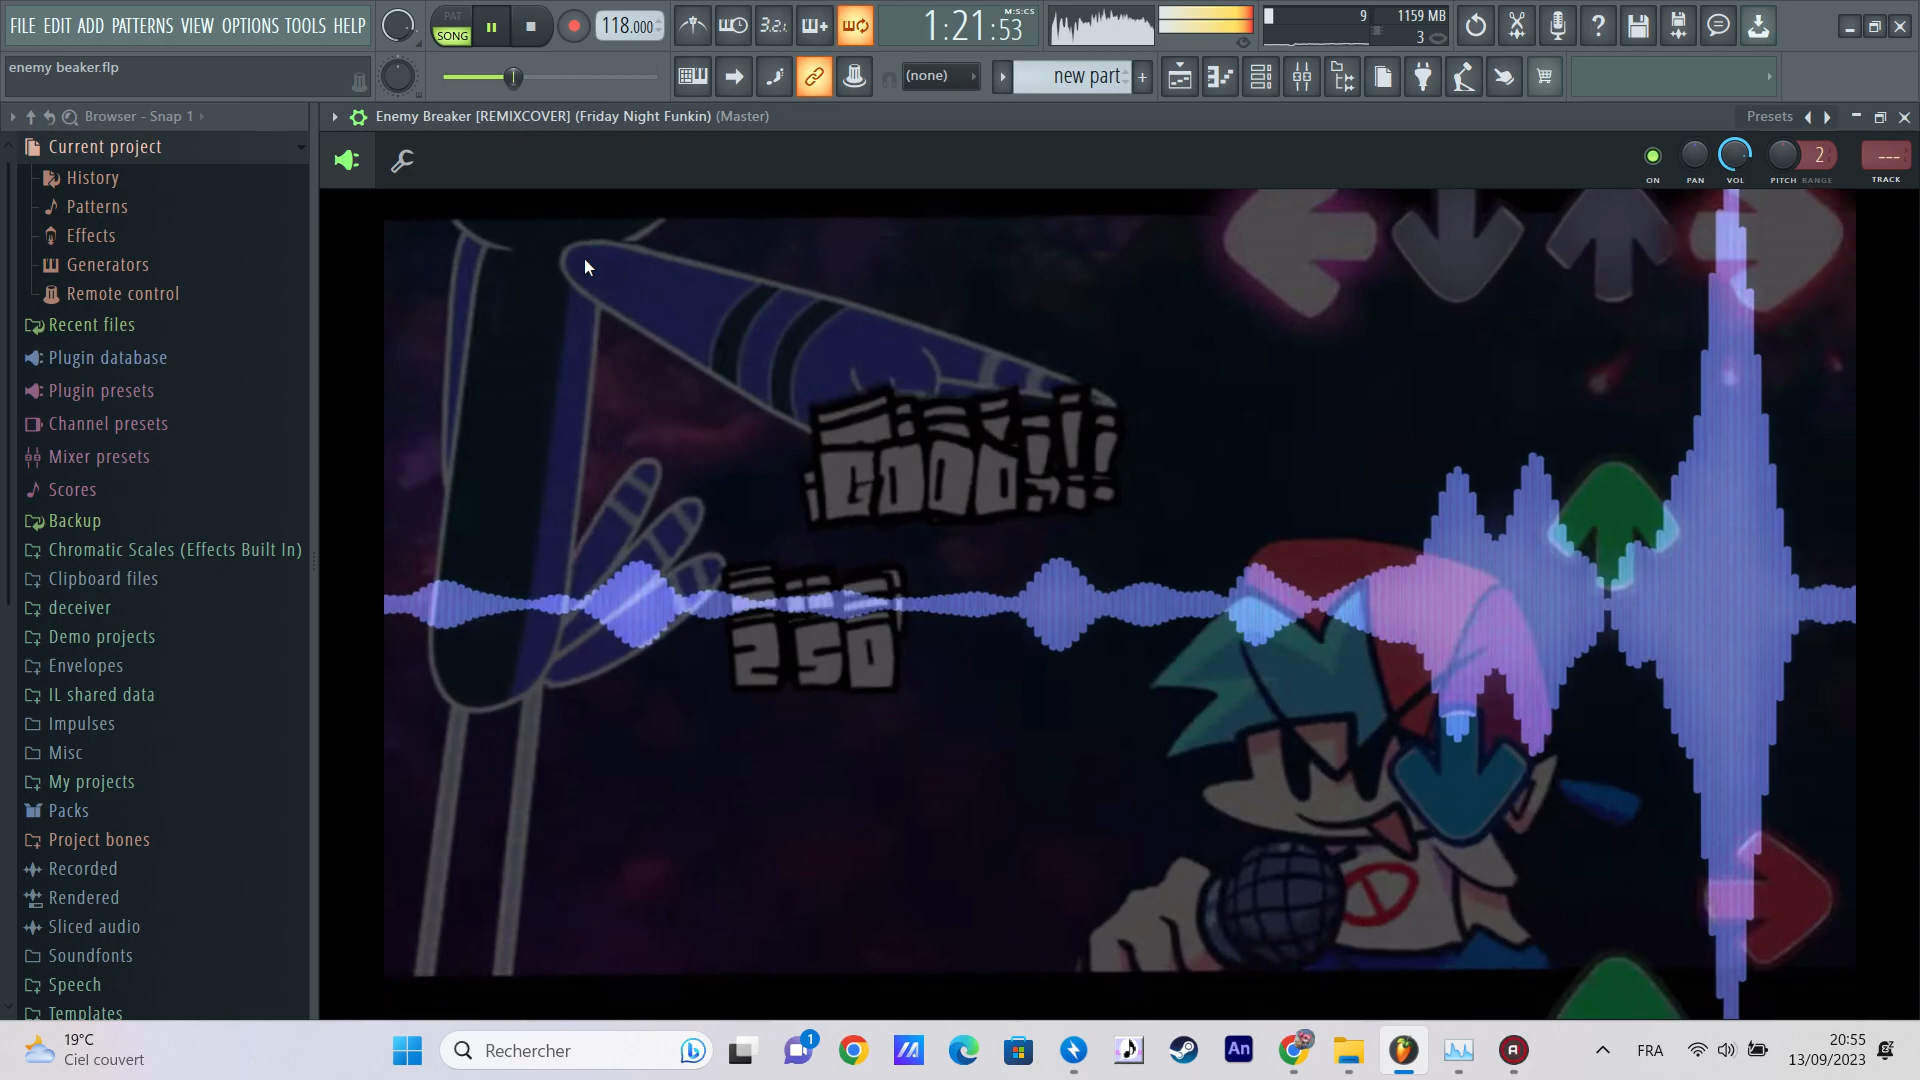 FILE EDIT ADD PATTERNS VIEW OPTIONS TOOLS HELP
PAT
SONG
118.000
3.2.1
M:S:CS
1:21:53
9
1159 MB
3
enemy beaker.flp
(none)
new part
Browser - Snap 1
Enemy Breaker [REMIXCOVER] (Friday Night Funkin) (Master)
Presets
Current project
History
Patterns
Effects
Generators
Remote control
Recent files
Plugin database
Plugin presets
Channel presets
Mixer presets
Scores
Backup
Chromatic Scales (Effects Built In)
Clipboard files
deceiver
Demo projects
Envelopes
IL shared data
Impulses
Misc
My projects
Packs
Project bones
Recorded
Rendered
Sliced audio
Soundfonts
Speech
Templates
2
---
ON
PAN
VOL
PITCH
RANGE
TRACK
¡GOOD!!
250
19°C
Ciel couvert
Rechercher
1
An
FRA
20:55
13/09/2023